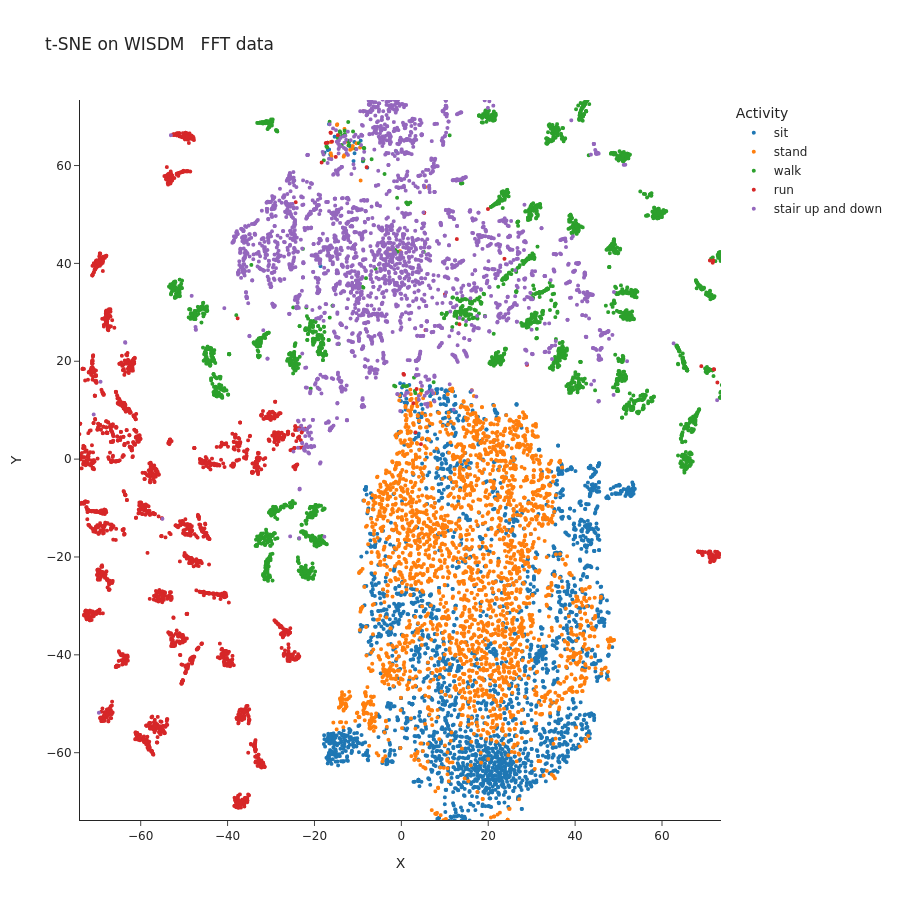 t-SNE on WISDM   FFT data
Activity
sit
stand
walk
run
stair up and down
60
40
20
0
−20
−40
−60
Y
−60
−40
−20
0
20
40
60
X